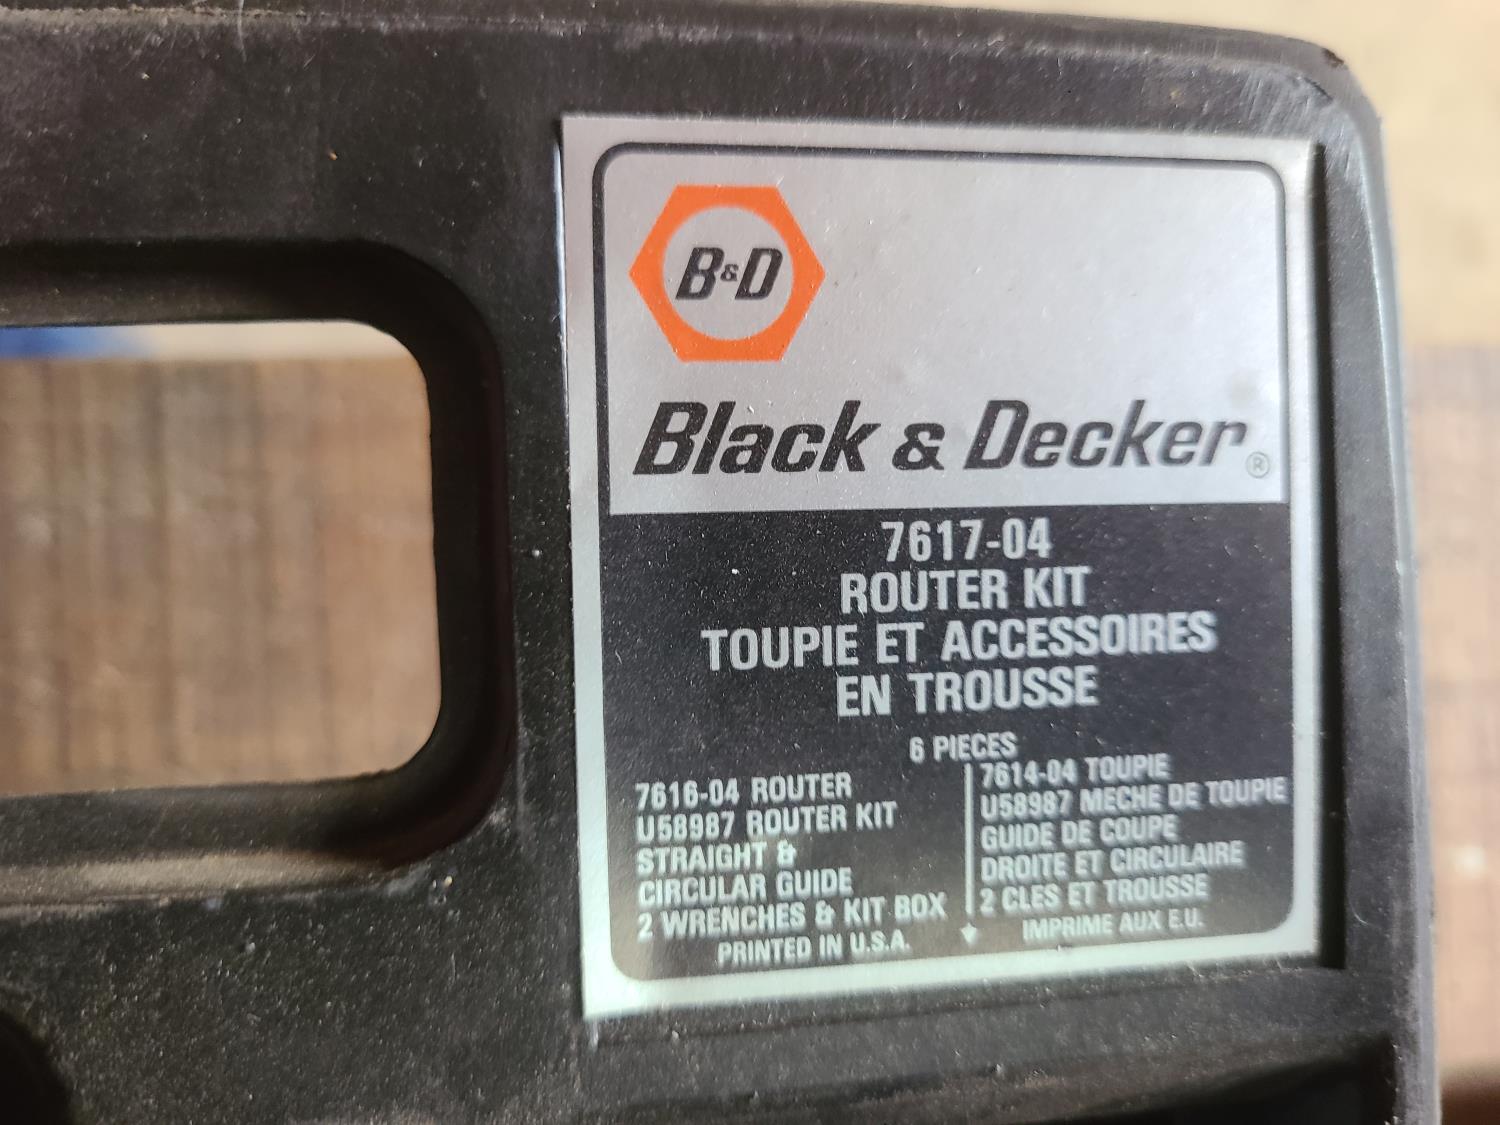 B&D
Black & Decker®
7617-04
ROUTER KIT
TOUPIE ET ACCESSOIRES
EN TROUSSE
6 PIECES
7616-04 ROUTER
U58987 ROUTER KIT
STRAIGHT &
CIRCULAR GUIDE
2 WRENCHES & KIT BOX
PRINTED IN U.S.A.
7614-04 TOUPIE
U58987 MECHE DE TOUPIE
GUIDE DE COUPE
DROITE ET CIRCULAIRE
2 CLES ET TROUSSE
IMPRIME AUX E.U.